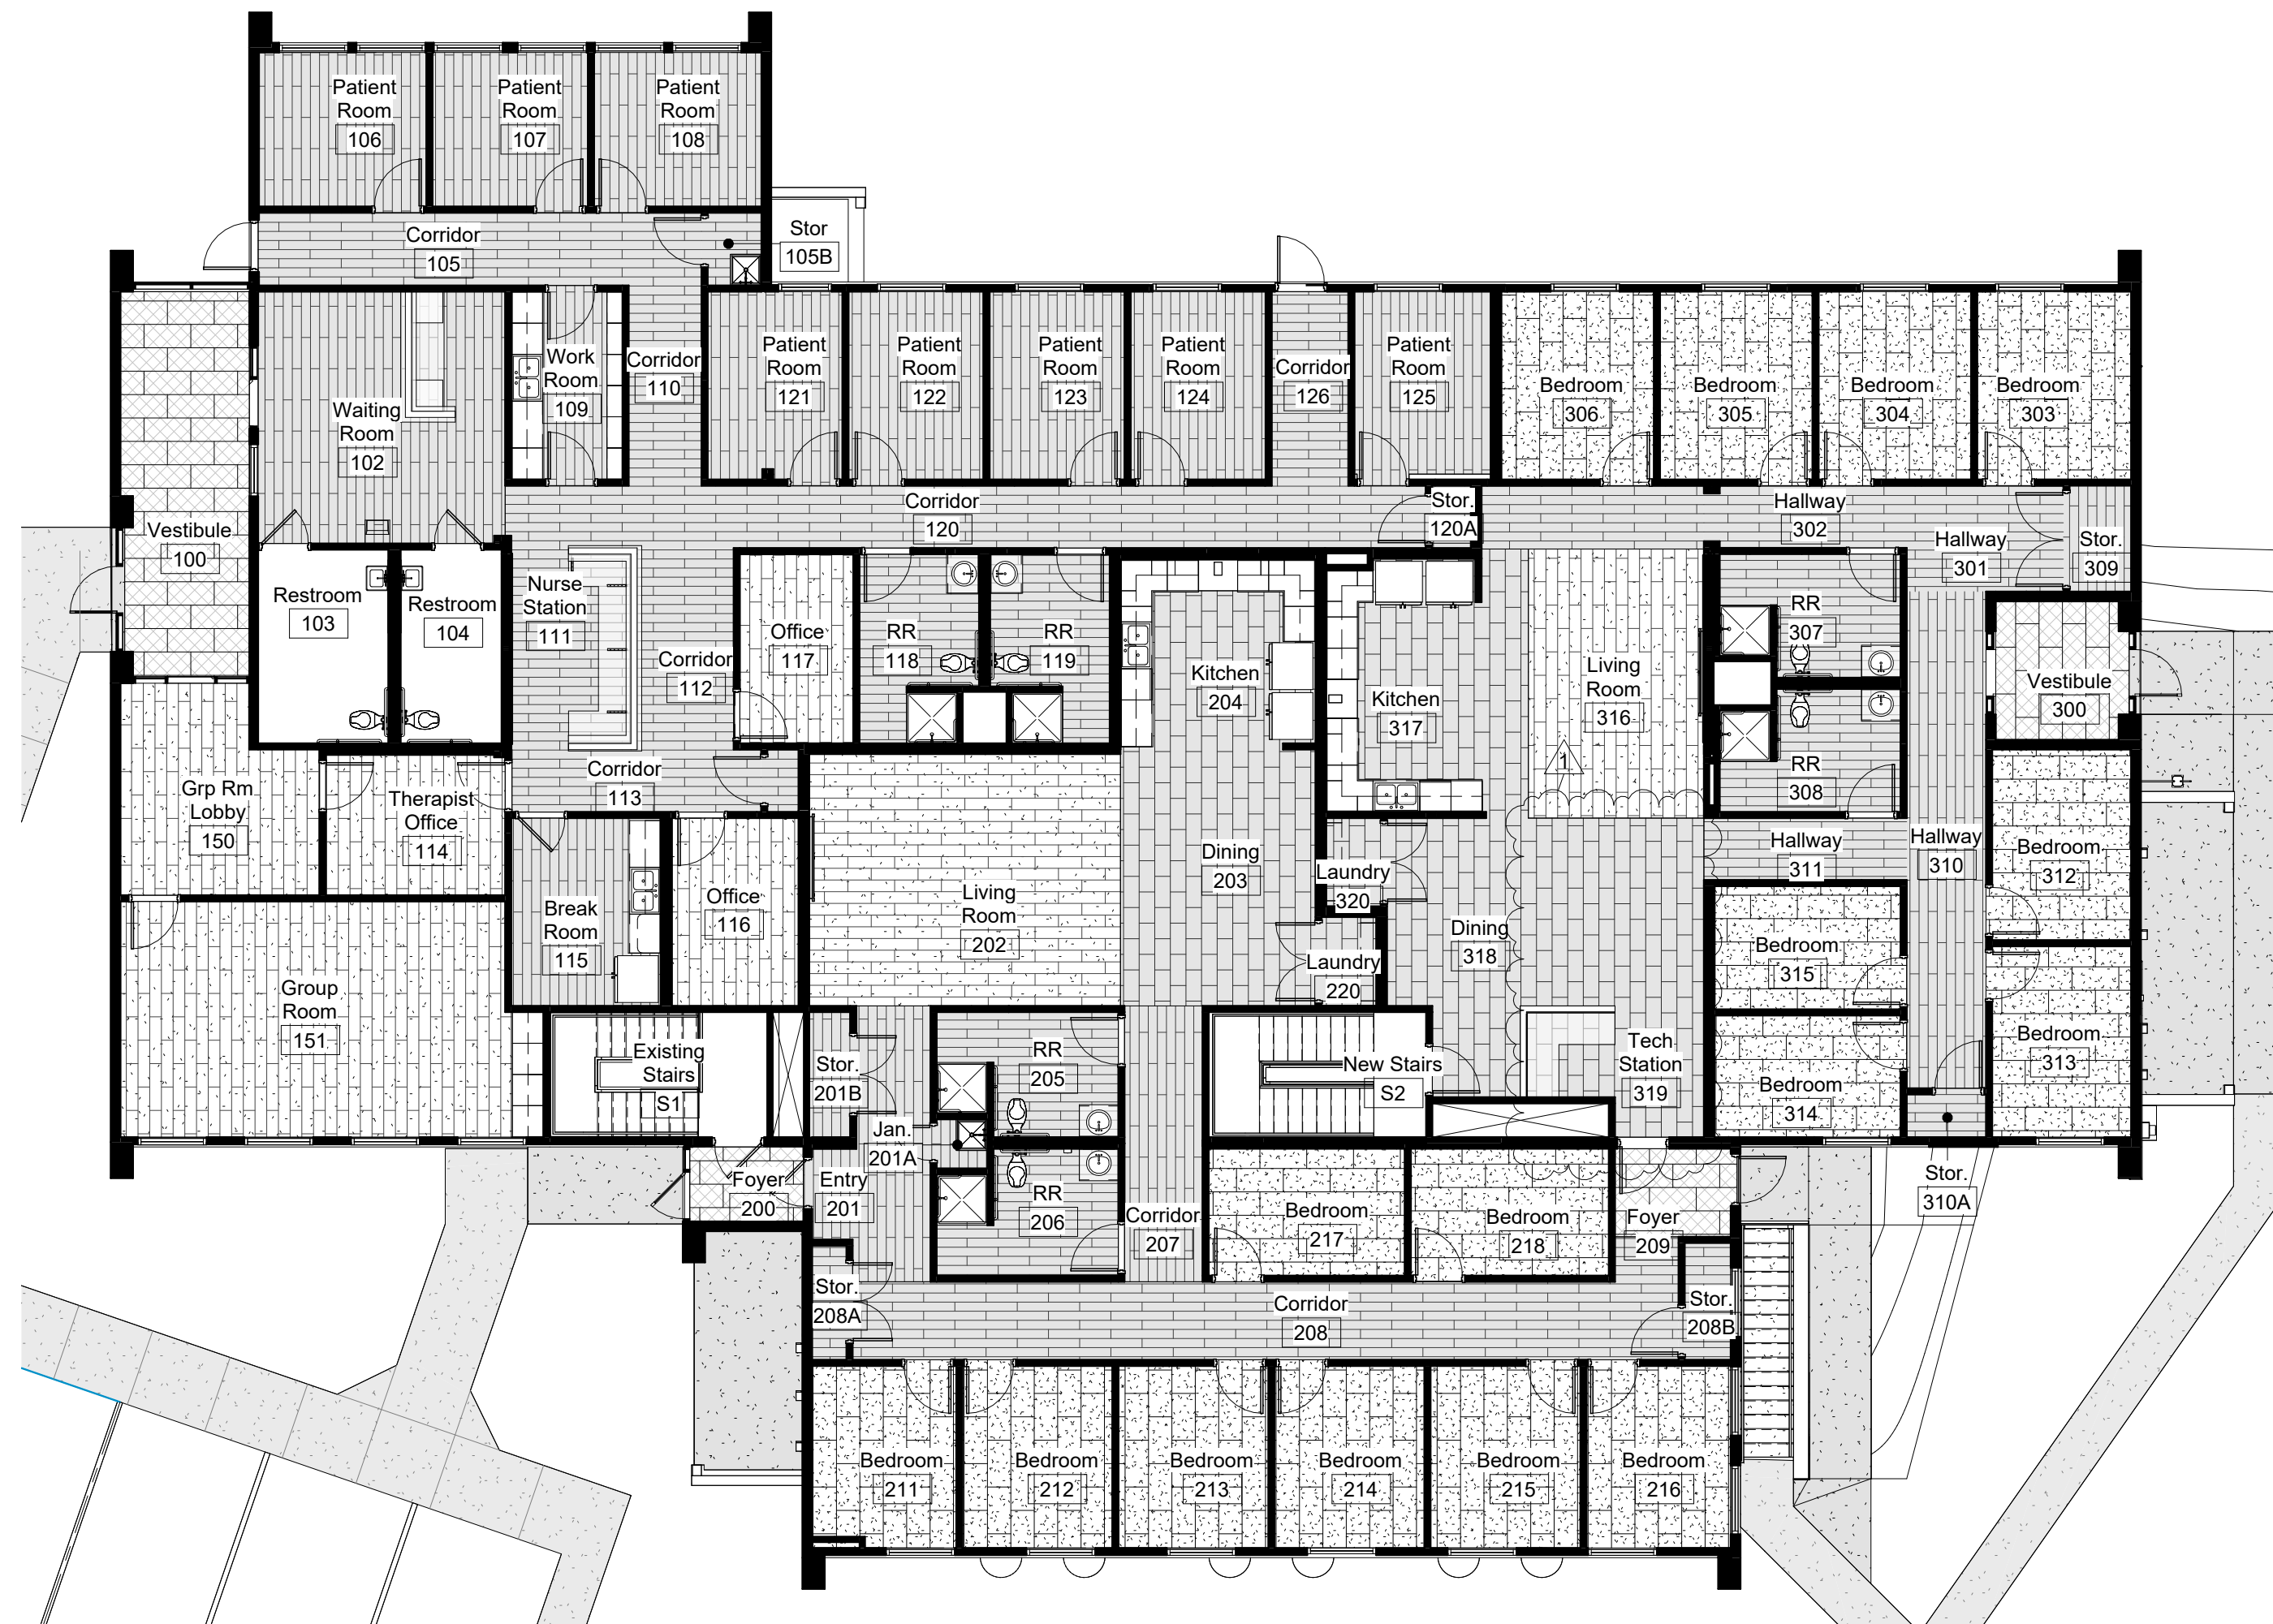 Patient
Room
106
Patient
Room
107
Patient
Room
108
Corridor
105
Stor
105B
Vestibule
100
Waiting
Room
102
Work
Room
109
Corridor
110
Patient
Room
121
Patient
Room
122
Patient
Room
123
Patient
Room
124
Corridor
126
Patient
Room
125
Bedroom
306
Bedroom
305
Bedroom
304
Bedroom
303
Corridor
120
Stor.
120A
Hallway
302
Hallway
301
Stor.
309
Restroom
103
Restroom
104
Nurse
Station
111
Corridor
112
Office
117
RR
118
RR
119
Kitchen
204
Kitchen
317
Living
Room
316
1
RR
307
RR
308
Vestibule
300
Grp Rm
Lobby
150
Therapist
Office
114
Corridor
113
Break
Room
115
Office
116
Living
Room
202
Dining
203
Laundry
320
Laundry
220
Dining
318
Hallway
311
Hallway
310
Bedroom
312
Bedroom
315
Bedroom
313
Bedroom
314
Group
Room
151
Existing
Stairs
S1
Stor.
201B
Jan.
201A
RR
205
New Stairs
S2
Tech
Station
319
Foyer
200
Entry
201
RR
206
Corridor
207
Bedroom
217
Bedroom
218
Foyer
209
Stor.
310A
Stor.
208A
Corridor
208
Stor.
208B
Bedroom
211
Bedroom
212
Bedroom
213
Bedroom
214
Bedroom
215
Bedroom
216